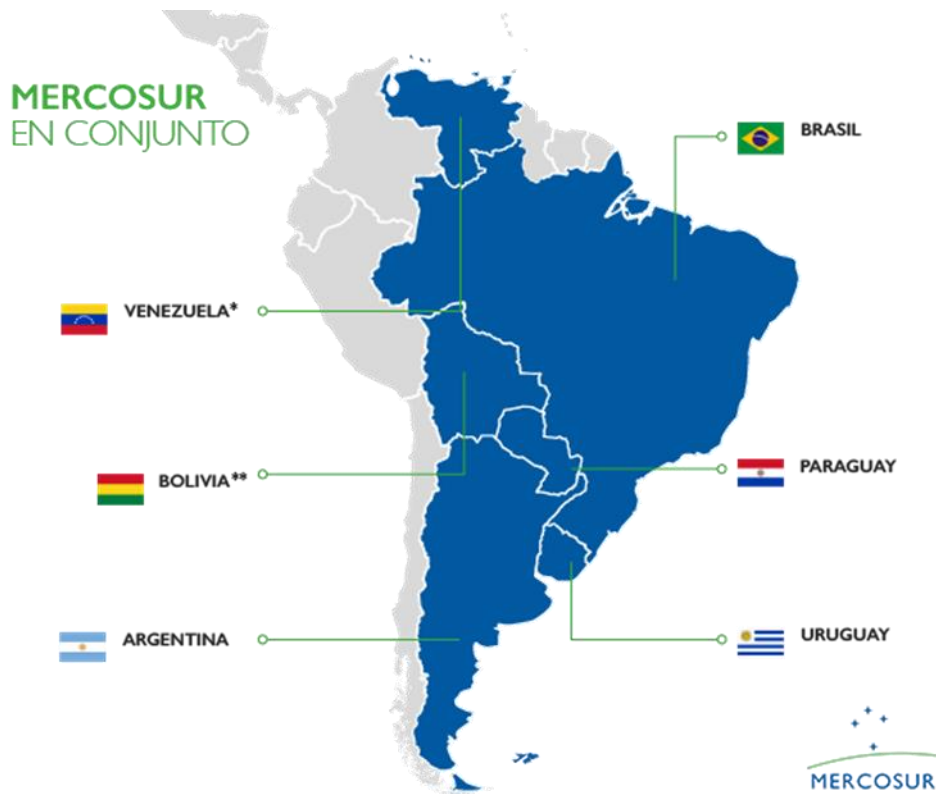 MERCOSUR
EN CONJUNTO
BRASIL
VENEZUELA*
BOLIVIA**
PARAGUAY
ARGENTINA
URUGUAY
MERCOSUR